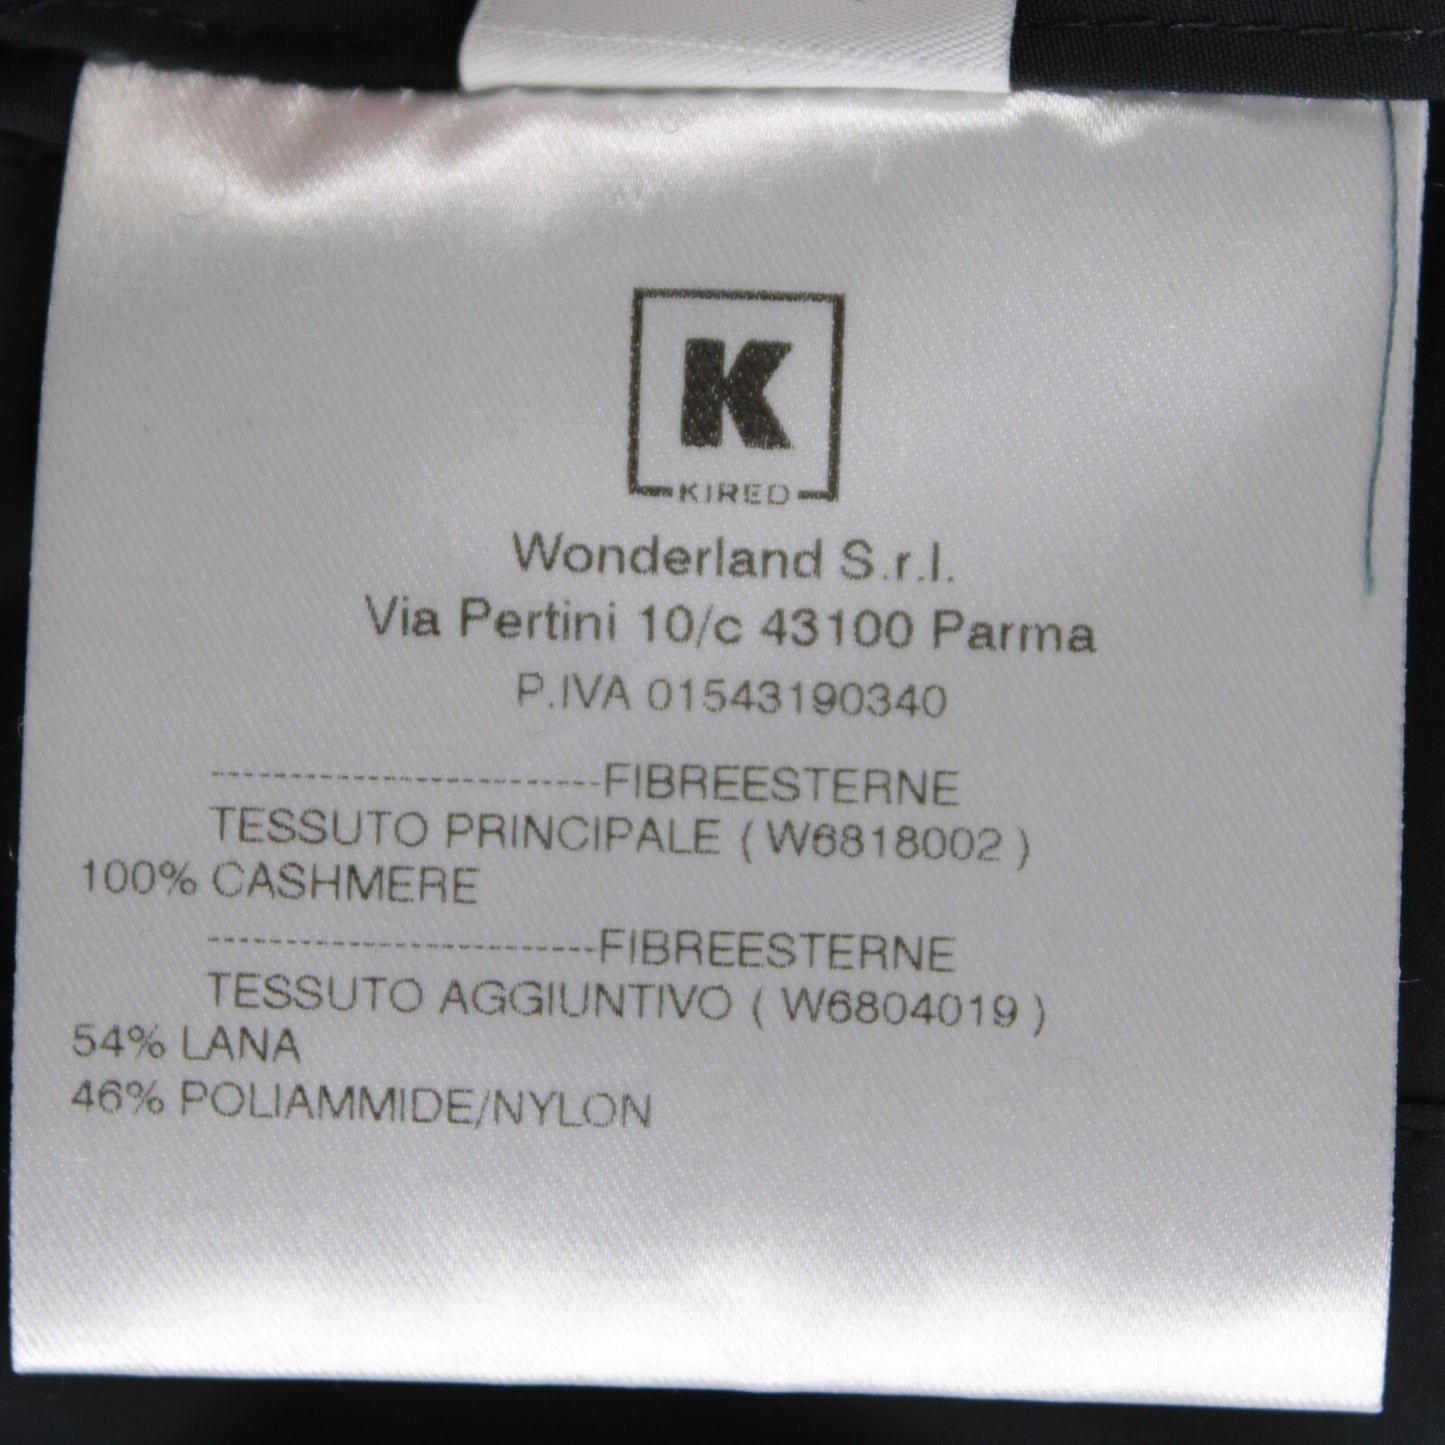 K
KIRED
Wonderland S.r.l.
Via Pertini 10/c 43100 Parma
P.IVA 01543190340
-------------------------FIBREESTERNE
TESSUTO PRINCIPALE ( W6818002 )
100% CASHMERE
-------------------------FIBREESTERNE
TESSUTO AGGIUNTIVO ( W6804019 )
54% LANA
46% POLIAMMIDE/NYLON